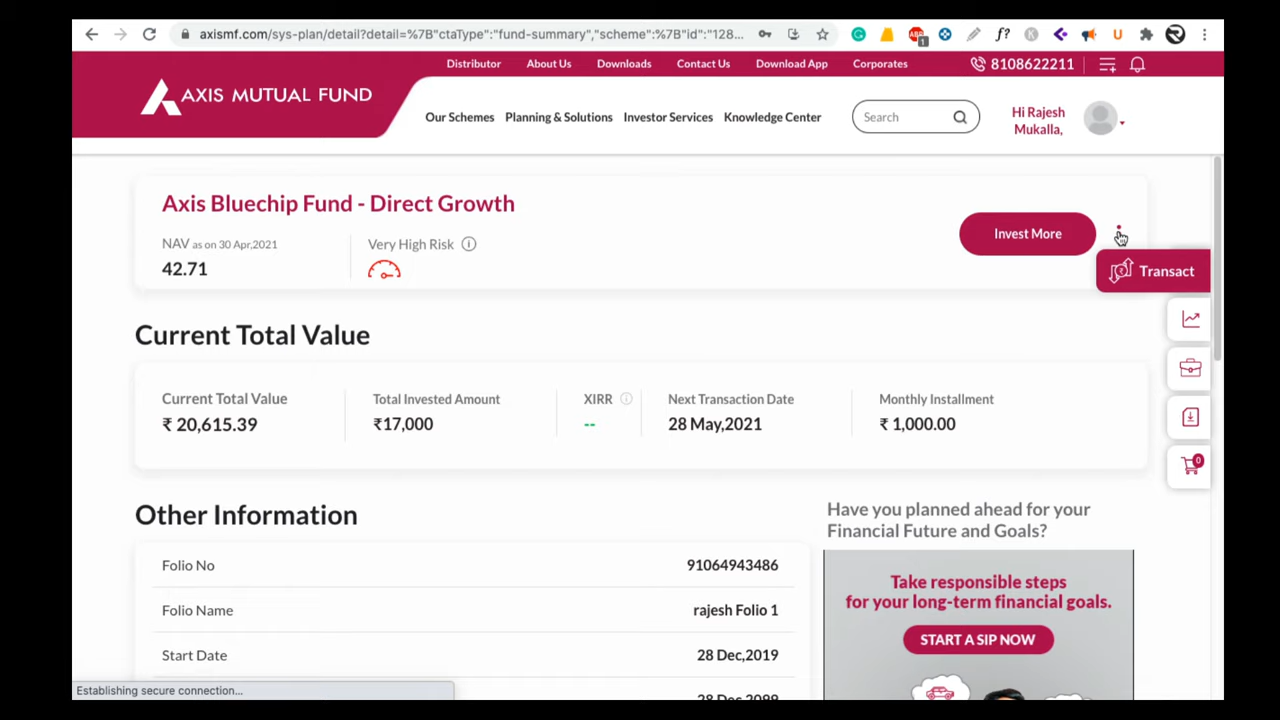 axismf.com/sys-plan/detail?detail=%7B"ctaType":"fund-summary","scheme":%7B"id":"128...
1
f?
U
Distributor About Us Downloads Contact Us Download App Corporates 8108622211
AXIS MUTUAL FUND
Our Schemes Planning & Solutions Investor Services Knowledge Center Search Hi Rajesh
Mukalla,
Axis Bluechip Fund - Direct Growth
NAV as on 30 Apr,2021 Very High Risk
42.71
Invest More
Transact
Current Total Value
Current Total Value Total Invested Amount XIRR Next Transaction Date Monthly Installment
₹ 20,615.39 ₹17,000 -- 28 May,2021 ₹ 1,000.00
0
Other Information
Folio No 91064943486
Folio Name rajesh Folio 1
Start Date 28 Dec,2019
28 Dec,2099
Have you planned ahead for your
Financial Future and Goals?
Take responsible steps
for your long-term financial goals.
START A SIP NOW
Establishing secure connection...